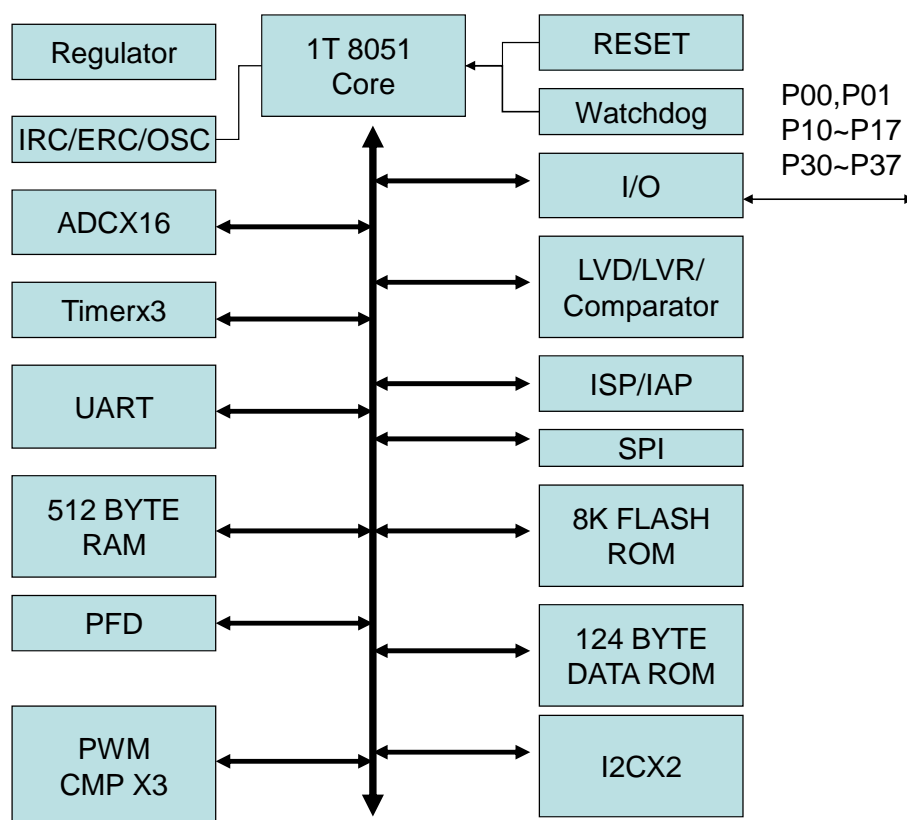 Regulator
1T 8051
Core
RESET
IRC/ERC/OSC
Watchdog
P00,P01
P10~P17
P30~P37
I/O
ADCX16
LVD/LVR/
Comparator
Timerx3
ISP/IAP
UART
SPI
512 BYTE
RAM
8K FLASH
ROM
PFD
124 BYTE
DATA ROM
PWM
CMP X3
I2CX2